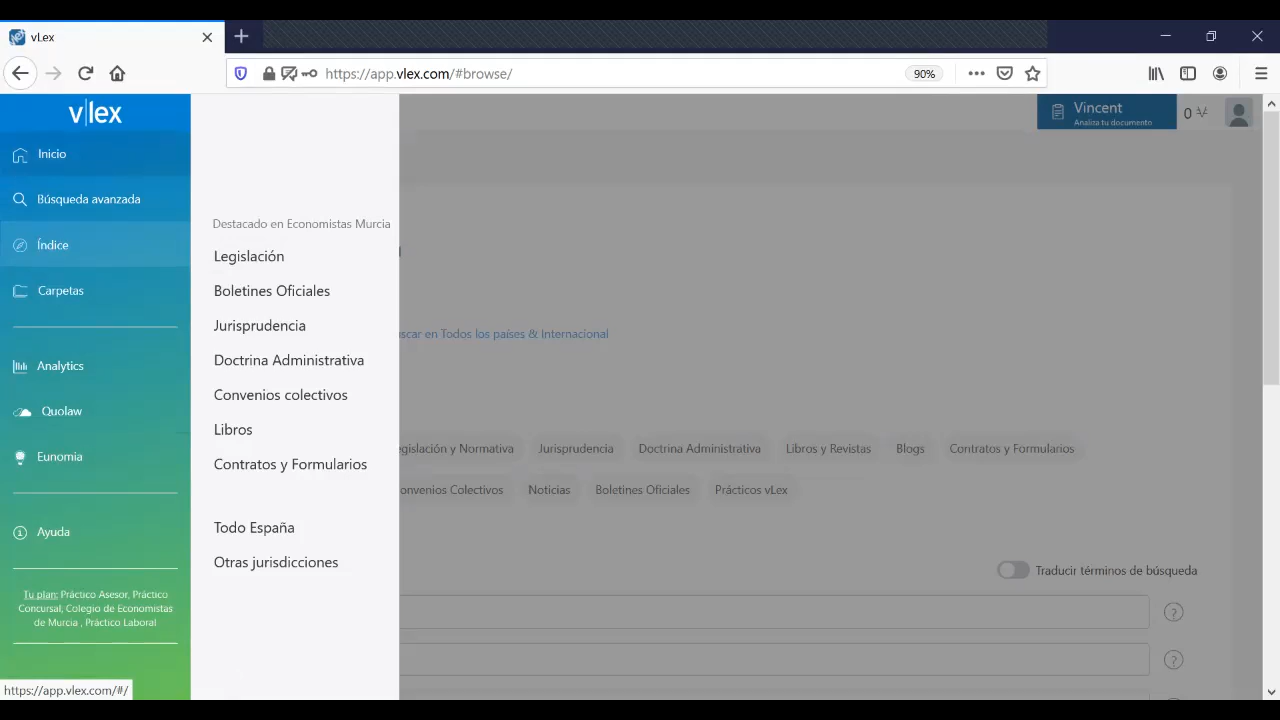 vLex
https://app.vlex.com/#browse/
90%
v|lex
Inicio
Búsqueda avanzada
Índice
Carpetas
Analytics
Quolaw
Eunomia
Ayuda
Tu plan: Práctico Asesor, Práctico
Concursal, Colegio de Economistas
de Murcia , Práctico Laboral
https://app.vlex.com/#/
Destacado en Economistas Murcia
Legislación
Boletines Oficiales
Jurisprudencia
Doctrina Administrativa
Convenios colectivos
Libros
Contratos y Formularios
Todo España
Otras jurisdicciones
Vincent
Analiza tu documento
0
scar en Todos los países & Internacional
egislación y Normativa
Jurisprudencia
Doctrina Administrativa
Libros y Revistas
Blogs
Contratos y Formularios
onvenios Colectivos
Noticias
Boletines Oficiales
Prácticos vLex
Traducir términos de búsqueda
?
?